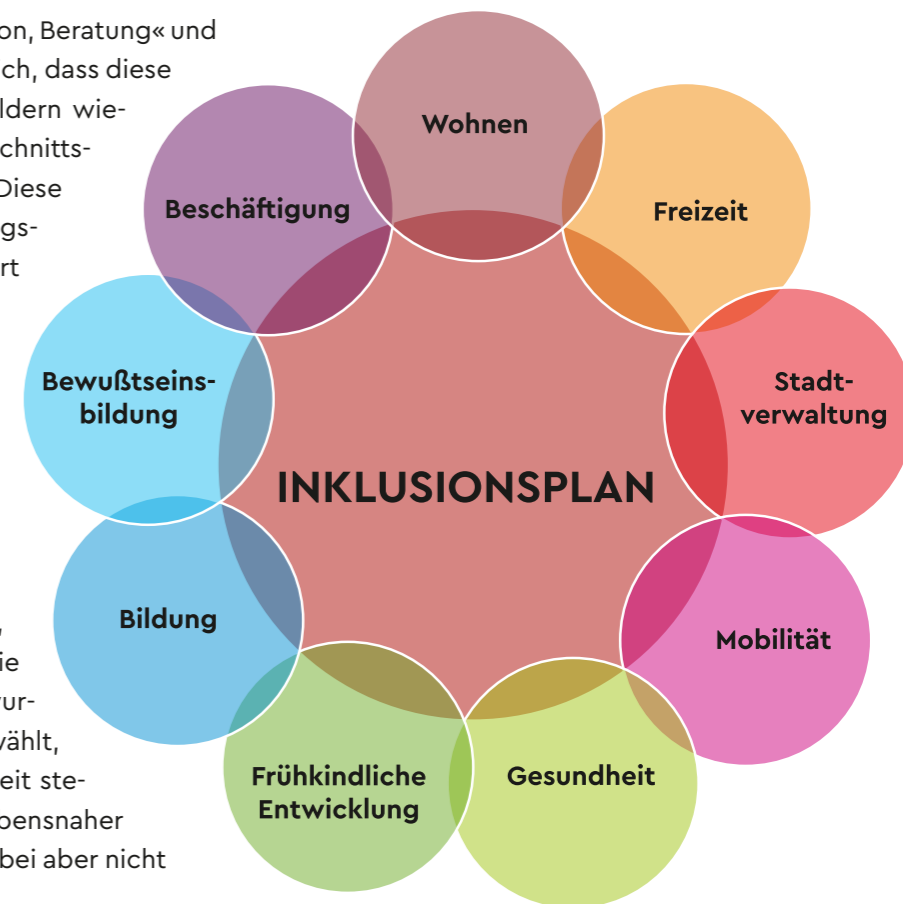 on, Beratung« und
ch, dass diese
ldern wie-
chnitts-
Diese
gs-
rt
,
ie
ur-
vählt,
eit ste-
bensnaher
bei aber nicht
Wohnen
Freizeit
Stadt-
verwaltung
Mobilität
Gesundheit
Frühkindliche
Entwicklung
Bildung
Bewußtseins-
bildung
Beschäftigung
INKLUSIONSPLAN